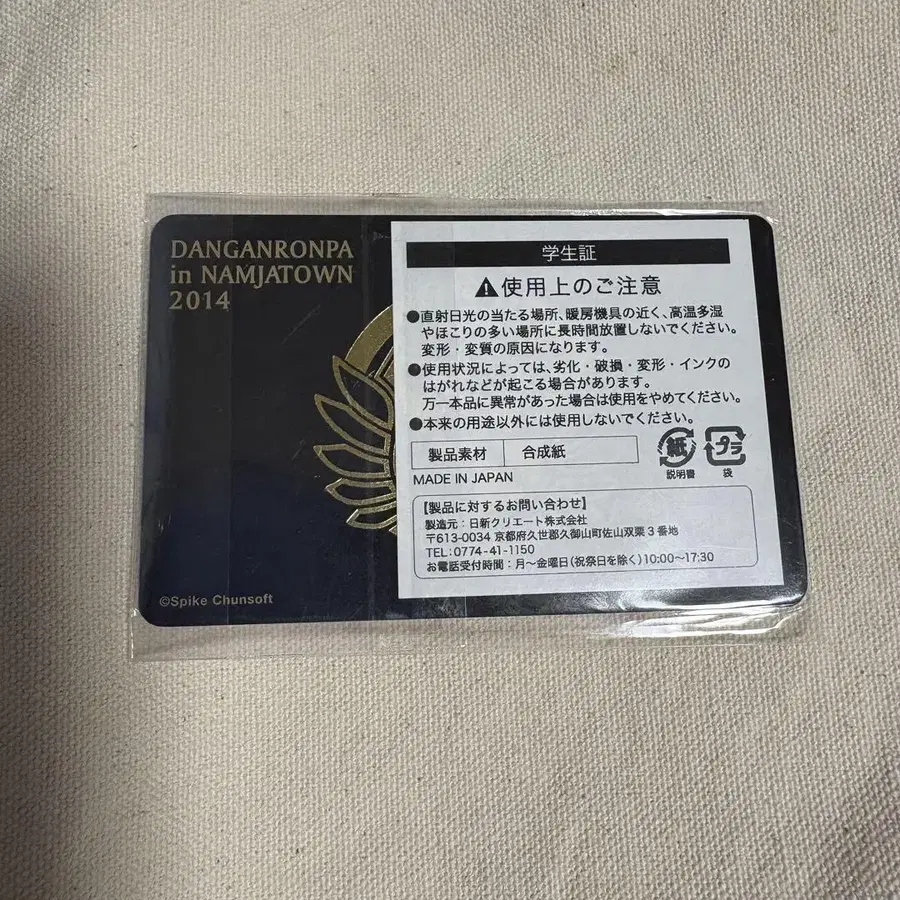 DANGANRONPA
in NAMJATOWN
2014
©Spike Chunsoft
学生証
⚠使用上のご注意
●直射日光の当たる場所、暖房機具の近く、高温多湿
やほこりの多い場所に長時間放置しないでください。
変形・変質の原因になります。
●使用状況によっては、劣化・破損・変形・インクの
はがれなどが起こる場合があります。
万一本品に異常があった場合は使用をやめてください。
●本来の用途以外には使用しないでください。
製品素材 合成紙
紙 プラ
説明書 袋
MADE IN JAPAN
【製品に対するお問い合わせ】
製造元:日新クリエート株式会社
〒613-0034 京都府久世郡久御山町佐山双栗3番地
TEL:0774-41-1150
お電話受付時間:月〜金曜日(祝祭日を除く)10:00〜17:30